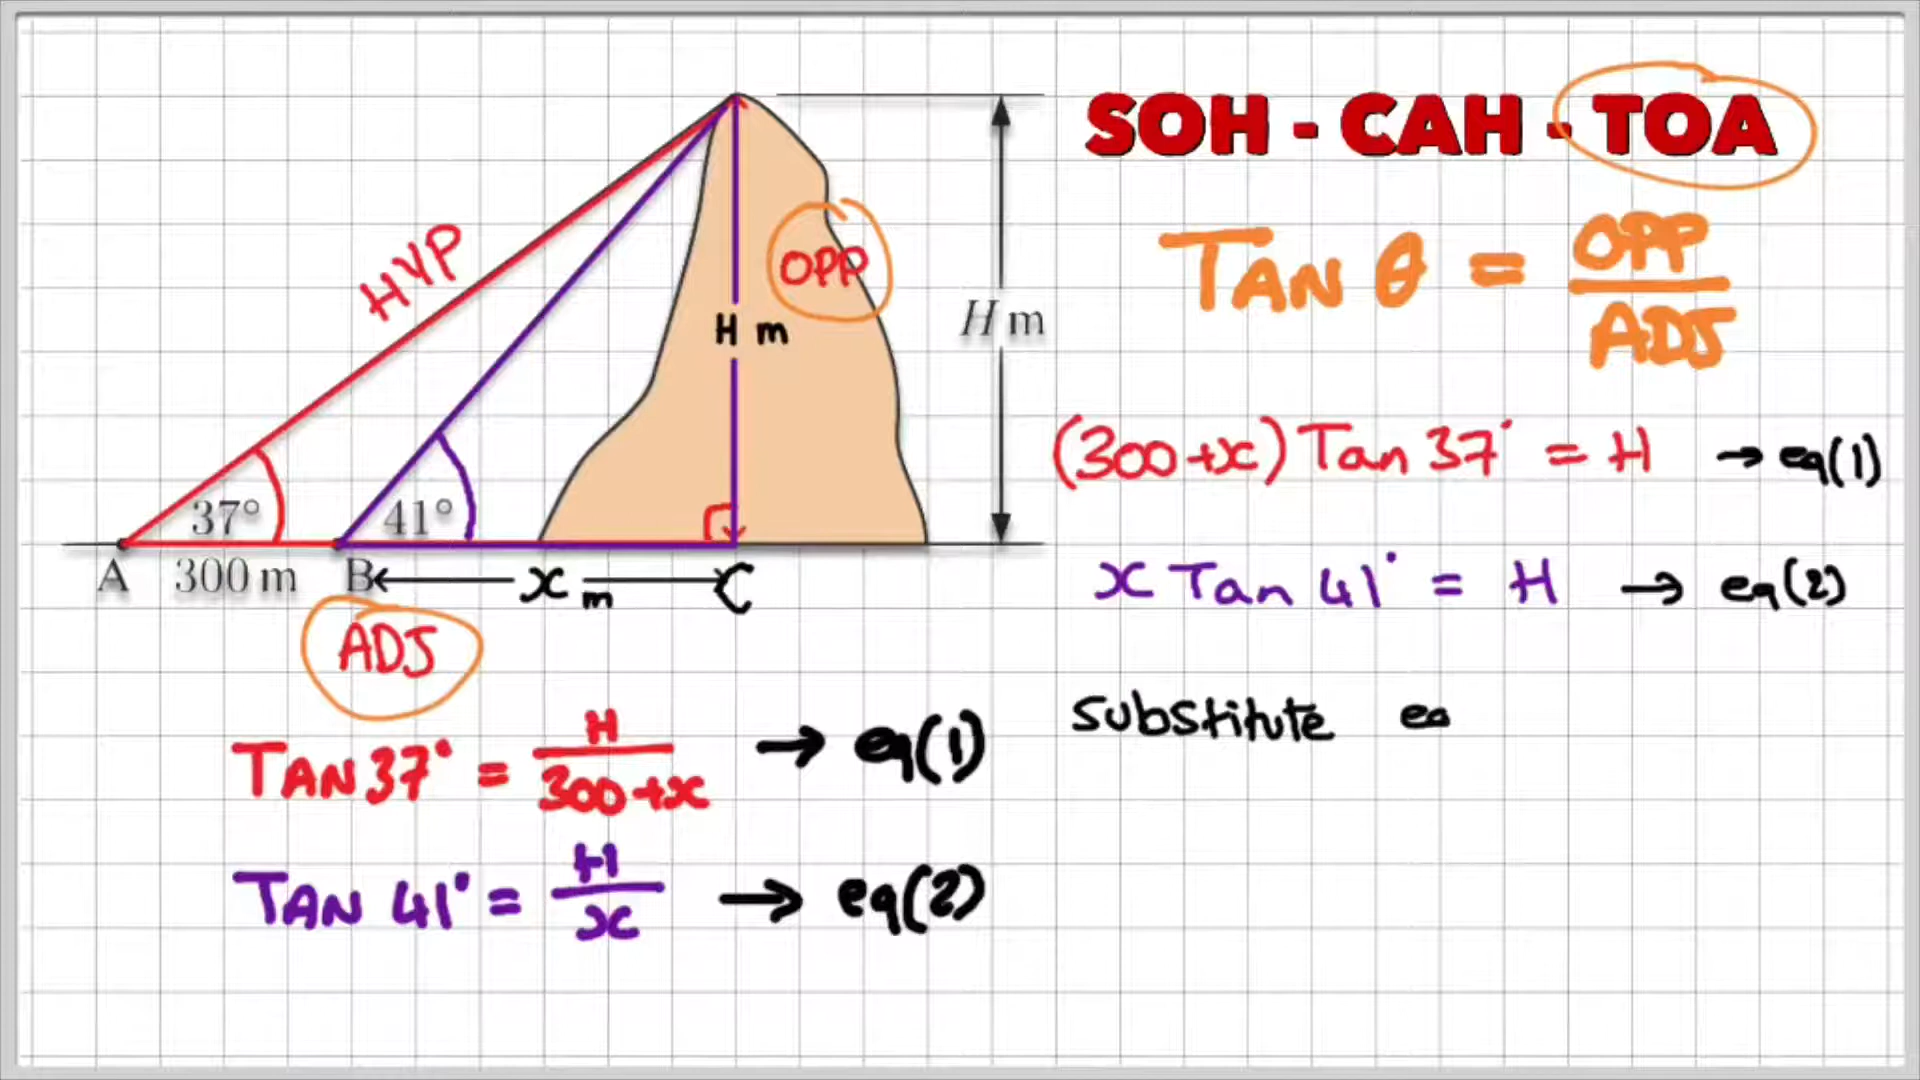 SOH - CAH - TOA
TAN θ = OPP / ADJ
HYP
OPP
H m
H m
37°
41°
A 300 m B x m C
ADJ
(300+x) Tan 37° = H → eq(1)
x Tan 41° = H → eq(2)
substitute
TAN 37° = H / 300+x → eq(1)
TAN 41° = H / x → eq(2)